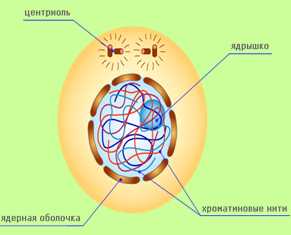 центриоль
ядрышко
хроматиновые нити
ядерная оболочка